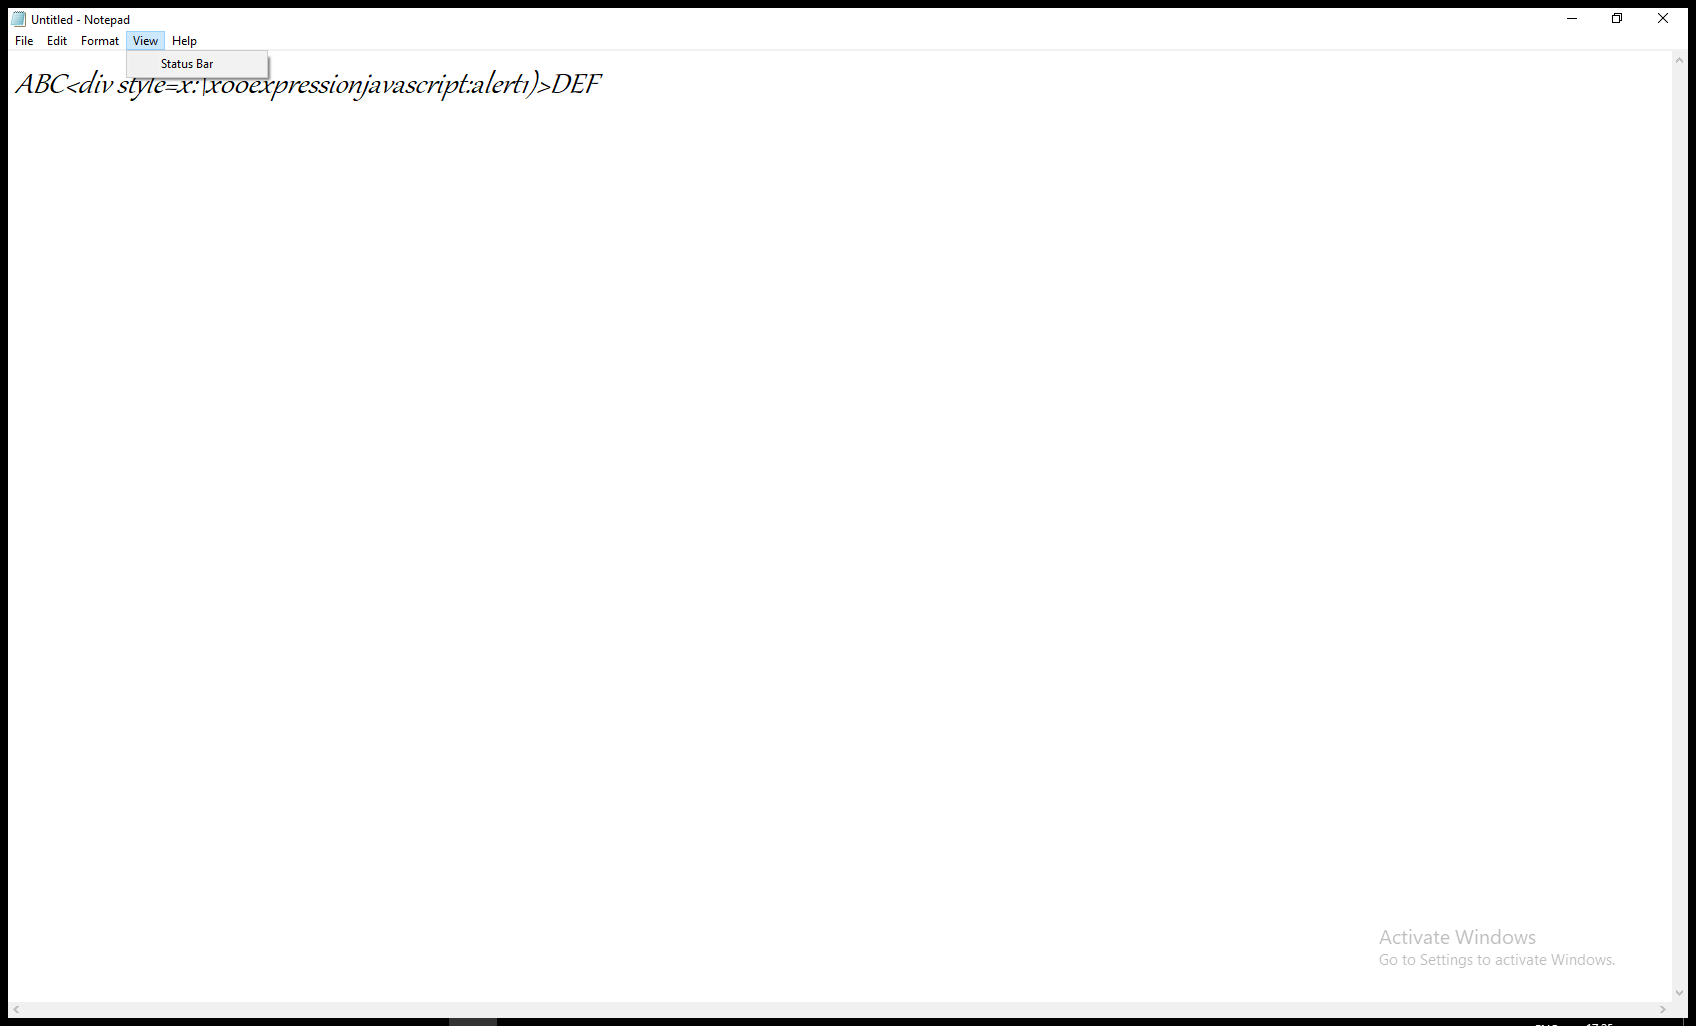 Untitled - Notepad
File Edit Format View Help
Status Bar
ABC<div style=x:\x00expressionjavascript:alert1)>DEF
Activate Windows
Go to Settings to activate Windows.